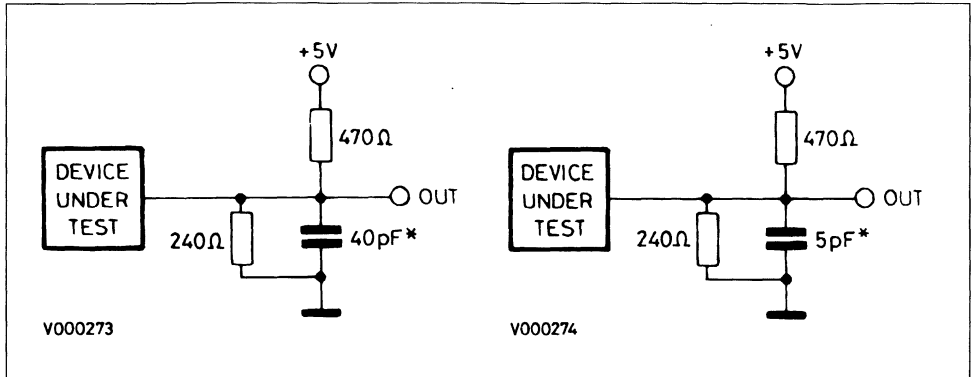 +5V
470Ω
DEVICE
UNDER
TEST
OUT
240Ω
40pF*
V000273
+5V
470Ω
DEVICE
UNDER
TEST
OUT
240Ω
5pF*
V000274